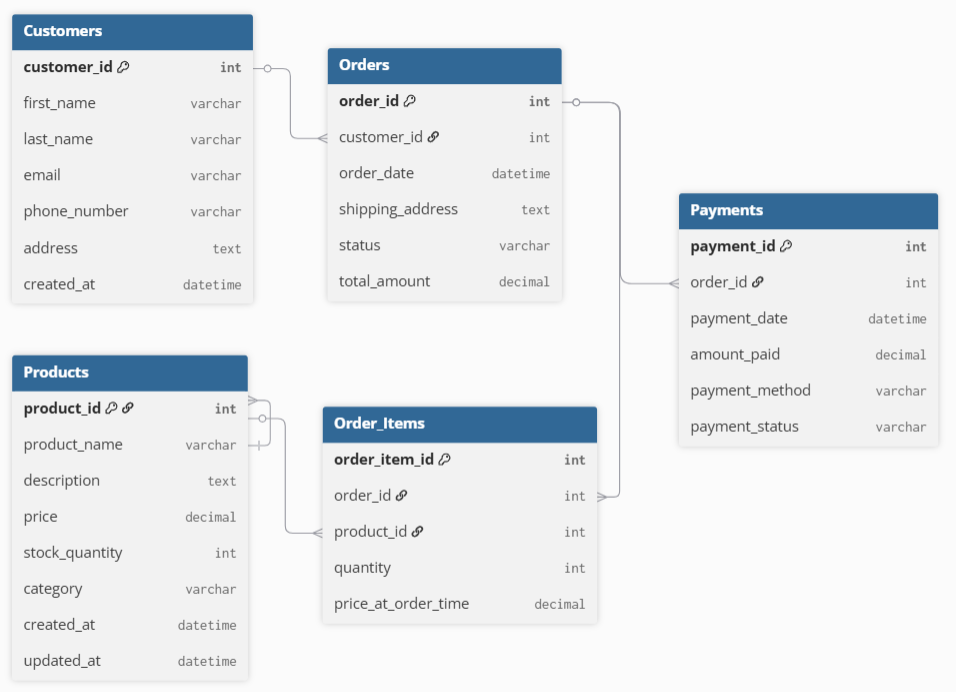 Customers
customer_id int
first_name varchar
last_name varchar
email varchar
phone_number varchar
address text
created_at datetime
Orders
order_id int
customer_id int
order_date datetime
shipping_address text
status varchar
total_amount decimal
Payments
payment_id int
order_id int
payment_date datetime
amount_paid decimal
payment_method varchar
payment_status varchar
Products
product_id int
product_name varchar
description text
price decimal
stock_quantity int
category varchar
created_at datetime
updated_at datetime
Order_Items
order_item_id int
order_id int
product_id int
quantity int
price_at_order_time decimal